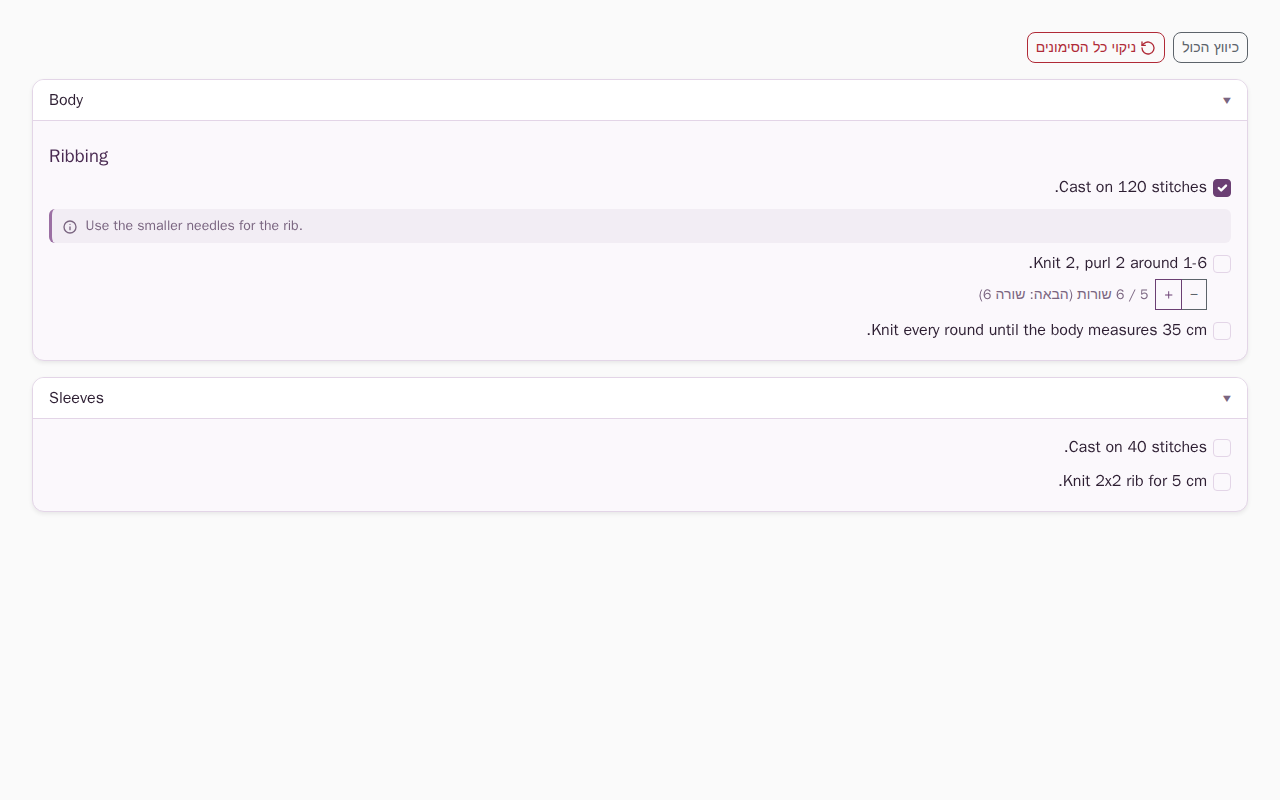 כיווץ הכול
ניקוי כל הסימונים
Body
Ribbing
Cast on 120 stitches.
Use the smaller needles for the rib.
Knit 2, purl 2 around 1-6.
− + 5 / 6 שורות (הבאה: שורה 6)
Knit every round until the body measures 35 cm.
Sleeves
Cast on 40 stitches.
Knit 2x2 rib for 5 cm.